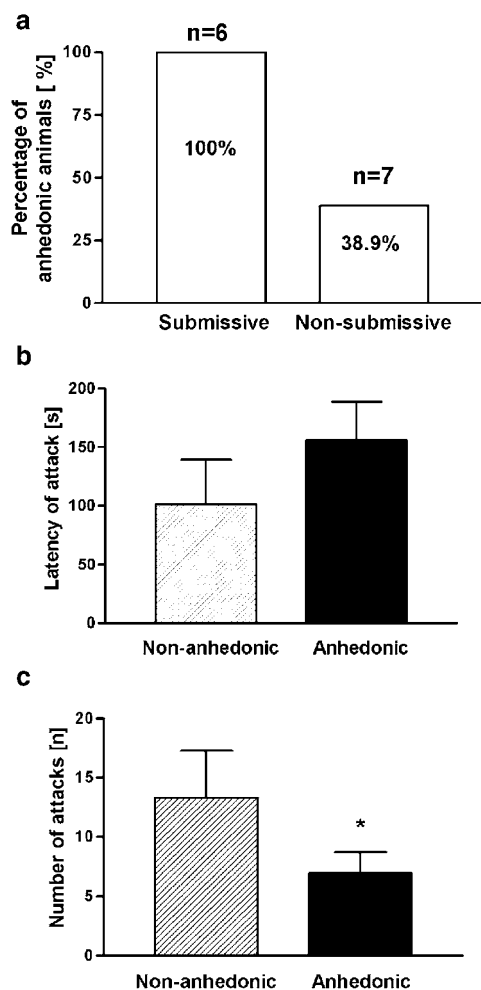 a
n=6
Percentage of
anhedonic animals [ %]
100
75
50
25
0
100%
n=7
38.9%
Submissive
Non-submissive
b
Latency of attack [s]
200
150
100
50
0
Non-anhedonic
Anhedonic
c
Number of attacks [n]
20
15
10
5
0
*
Non-anhedonic
Anhedonic